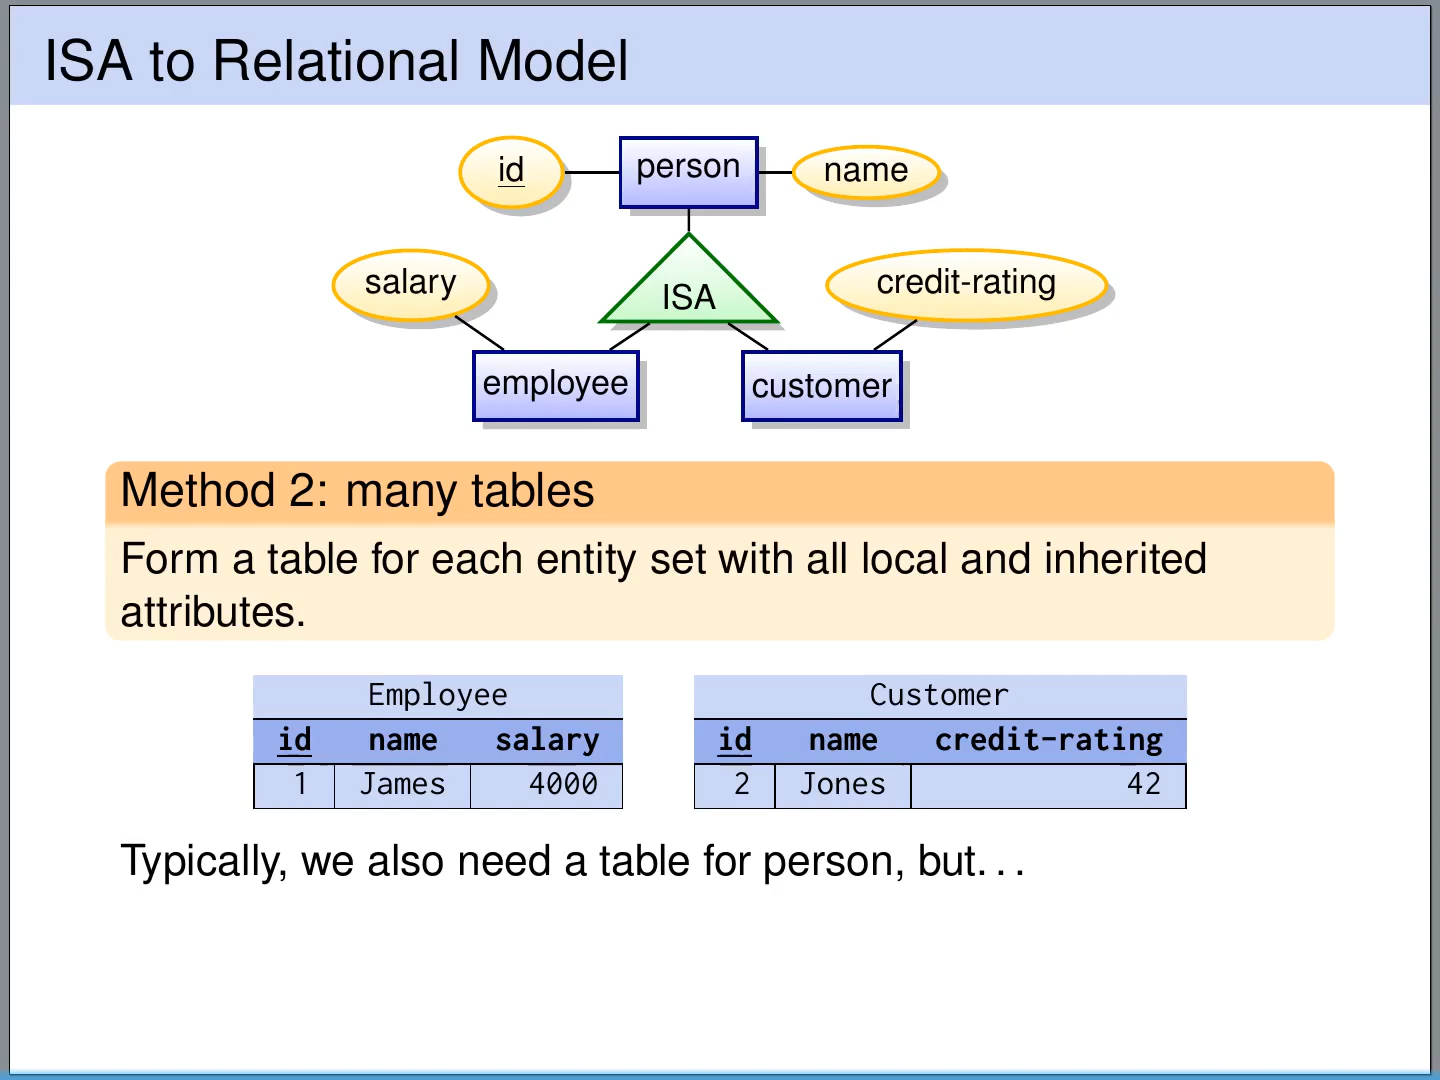 ISA to Relational Model
id person name
salary ISA credit-rating
employee customer
Method 2: many tables
Form a table for each entity set with all local and inherited
attributes.
Employee
id name salary
1 James 4000
Customer
id name credit-rating
2 Jones 42
Typically, we also need a table for person, but. . .